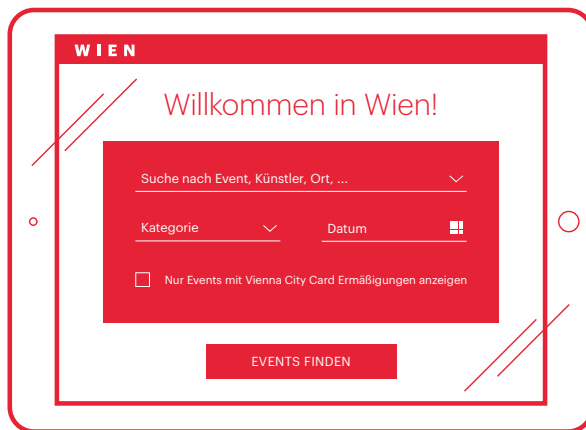 WIEN
Willkommen in Wien!
Suche nach Event, Künstler, Ort, ...
Kategorie
Datum
Nur Events mit Vienna City Card Ermäßigungen anzeigen
EVENTS FINDEN